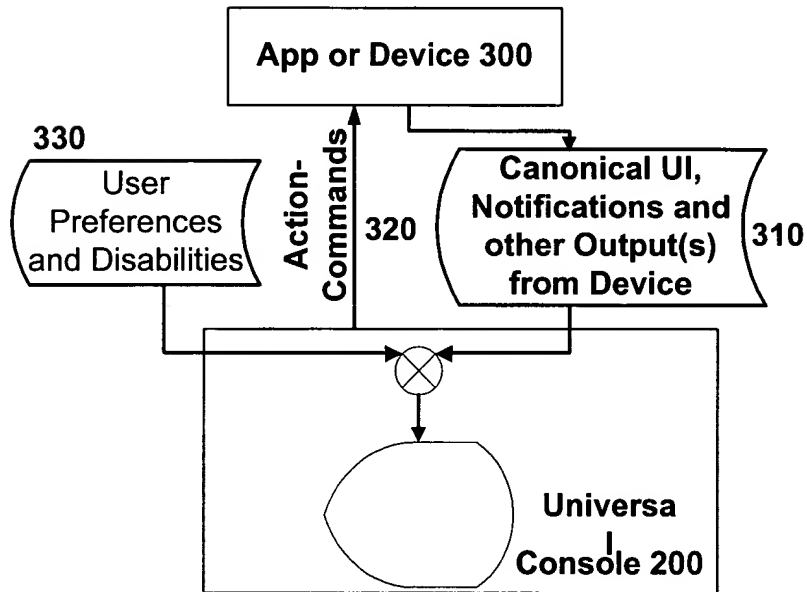 App or Device 300
330
User
Preferences
and Disabilities
Action-
Commands
320
Canonical UI,
Notifications and
other Output(s)
from Device
310
Universa
l
Console 200